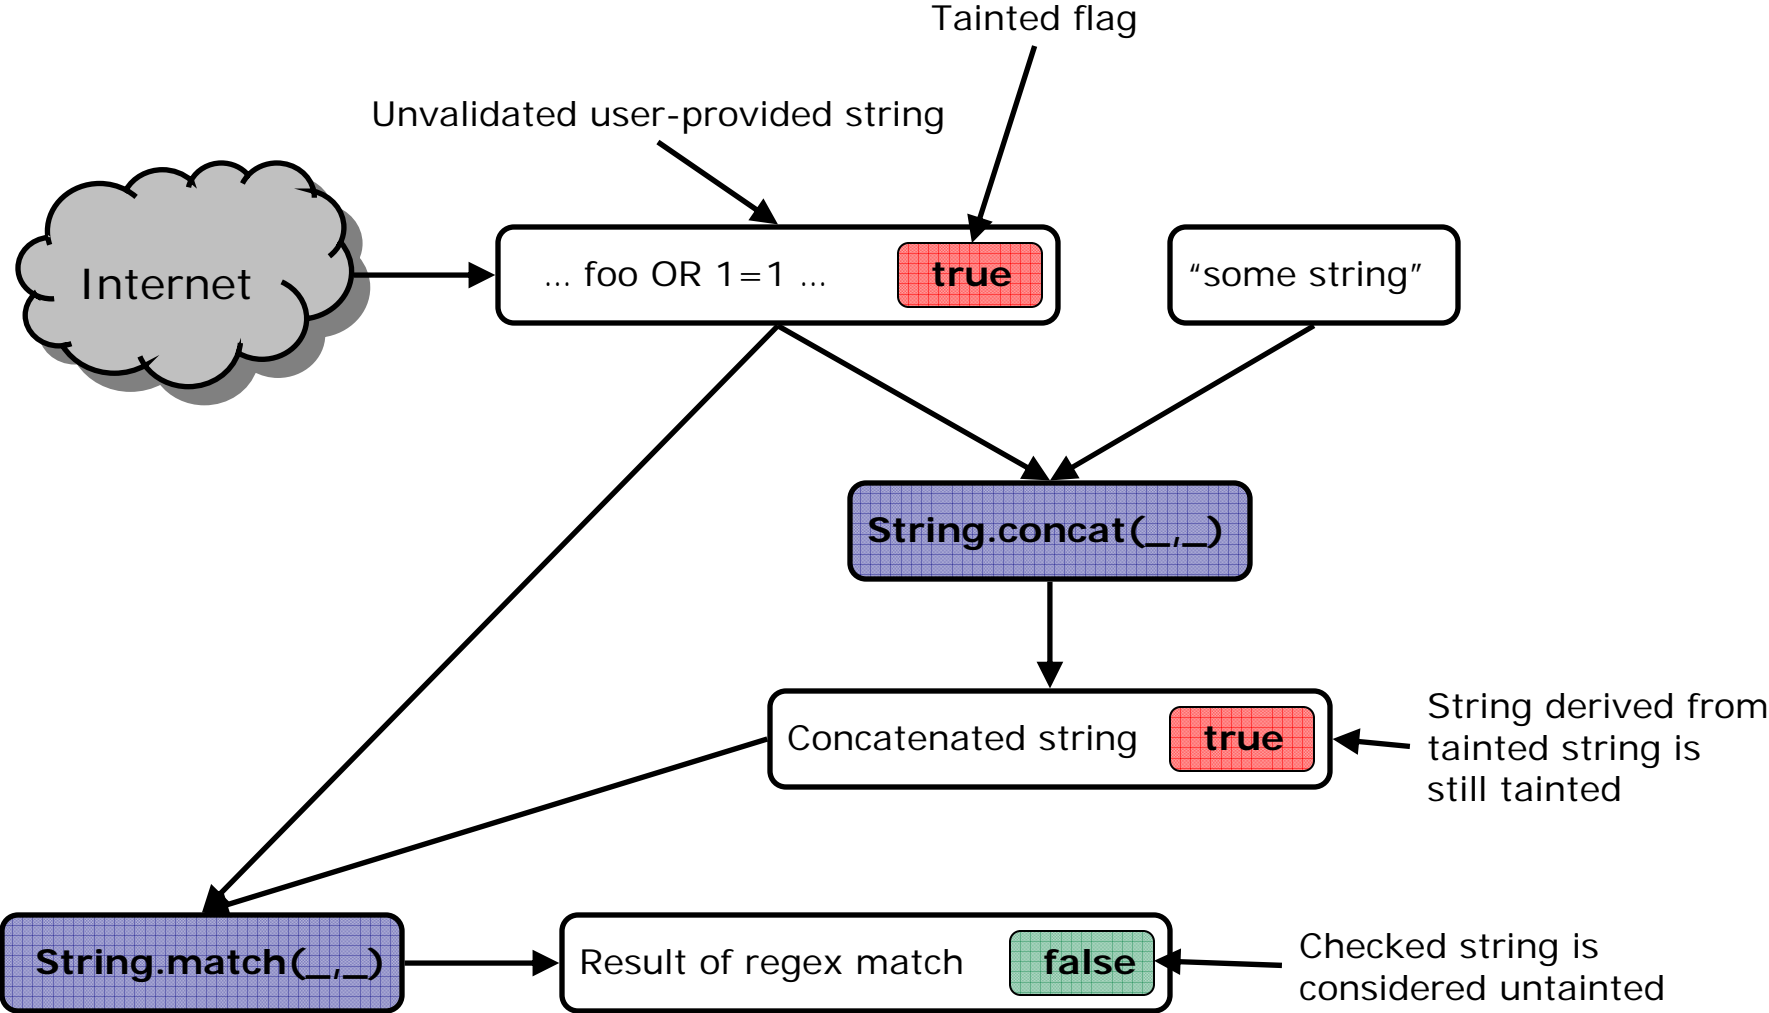 Tainted flag
Unvalidated user-provided string
Internet
... foo OR 1=1 ...
true
“some string”
String.concat(_,_)
Concatenated string
true
String derived from
tainted string is
still tainted
String.match(_,_)
Result of regex match
false
Checked string is
considered untainted